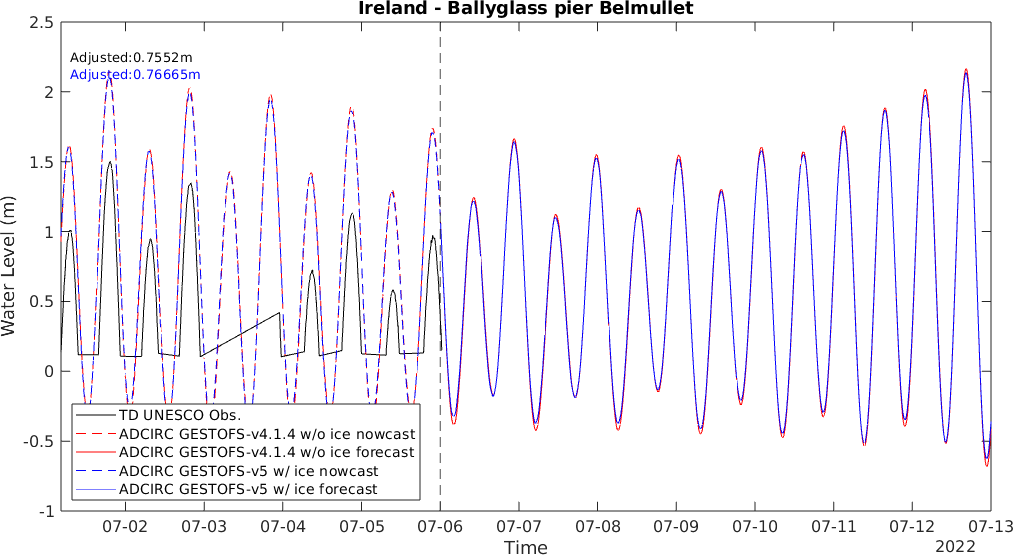 Ireland - Ballyglass pier Belmullet
Adjusted:0.7552m
Adjusted:0.76665m
2.5
2
1.5
1
0.5
0
-0.5
-1
Water Level (m)
TD UNESCO Obs.
ADCIRC GESTOFS-v4.1.4 w/o ice nowcast
ADCIRC GESTOFS-v4.1.4 w/o ice forecast
ADCIRC GESTOFS-v5 w/ ice nowcast
ADCIRC GESTOFS-v5 w/ ice forecast
07-02 07-03 07-04 07-05 07-06 07-07 07-08 07-09 07-10 07-11 07-12 07-13
Time
2022